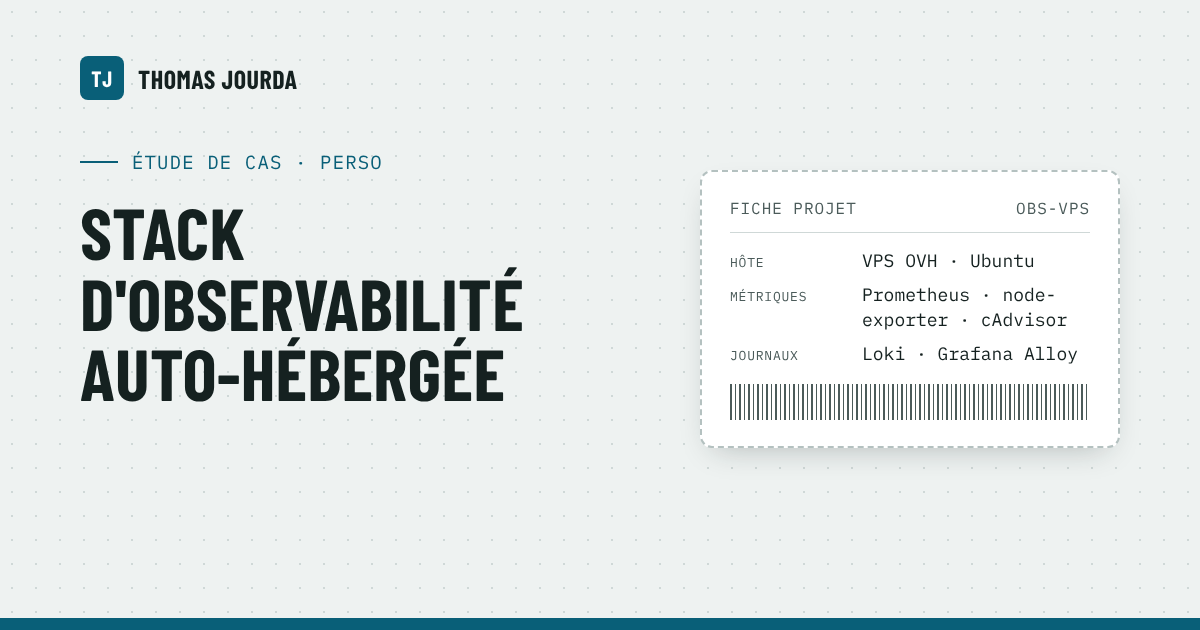 TJ THOMAS JOURDA
ÉTUDE DE CAS · PERSO
STACK
D'OBSERVABILITÉ
AUTO-HÉBERGÉE
FICHE PROJET OBS-VPS
HÔTE VPS OVH · Ubuntu
MÉTRIQUES Prometheus · node-
exporter · cAdvisor
JOURNAUX Loki · Grafana Alloy